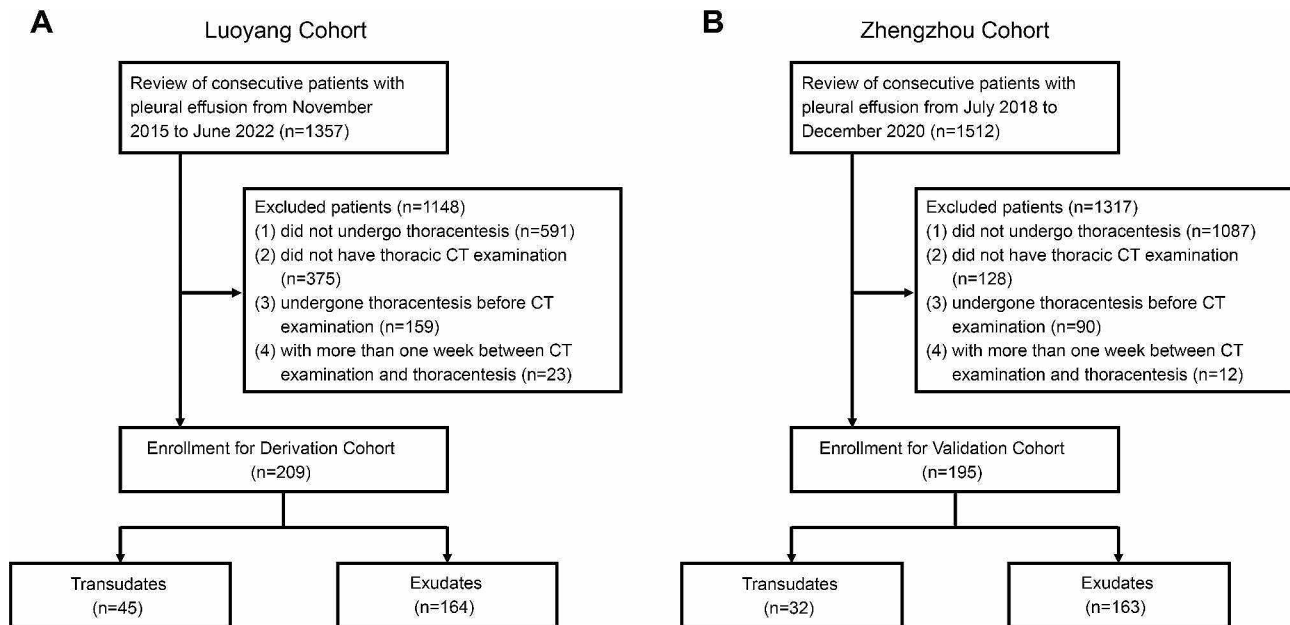 A
Luoyang Cohort
Review of consecutive patients with
pleural effusion from November
2015 to June 2022 (n=1357)
Excluded patients (n=1148)
(1) did not undergo thoracentesis (n=591)
(2) did not have thoracic CT examination
(n=375)
(3) undergone thoracentesis before CT
examination (n=159)
(4) with more than one week between CT
examination and thoracentesis (n=23)
Enrollment for Derivation Cohort
(n=209)
Transudates
(n=45)
Exudates
(n=164)
B
Zhengzhou Cohort
Review of consecutive patients with
pleural effusion from July 2018 to
December 2020 (n=1512)
Excluded patients (n=1317)
(1) did not undergo thoracentesis (n=1087)
(2) did not have thoracic CT examination
(n=128)
(3) undergone thoracentesis before CT
examination (n=90)
(4) with more than one week between CT
examination and thoracentesis (n=12)
Enrollment for Validation Cohort
(n=195)
Transudates
(n=32)
Exudates
(n=163)